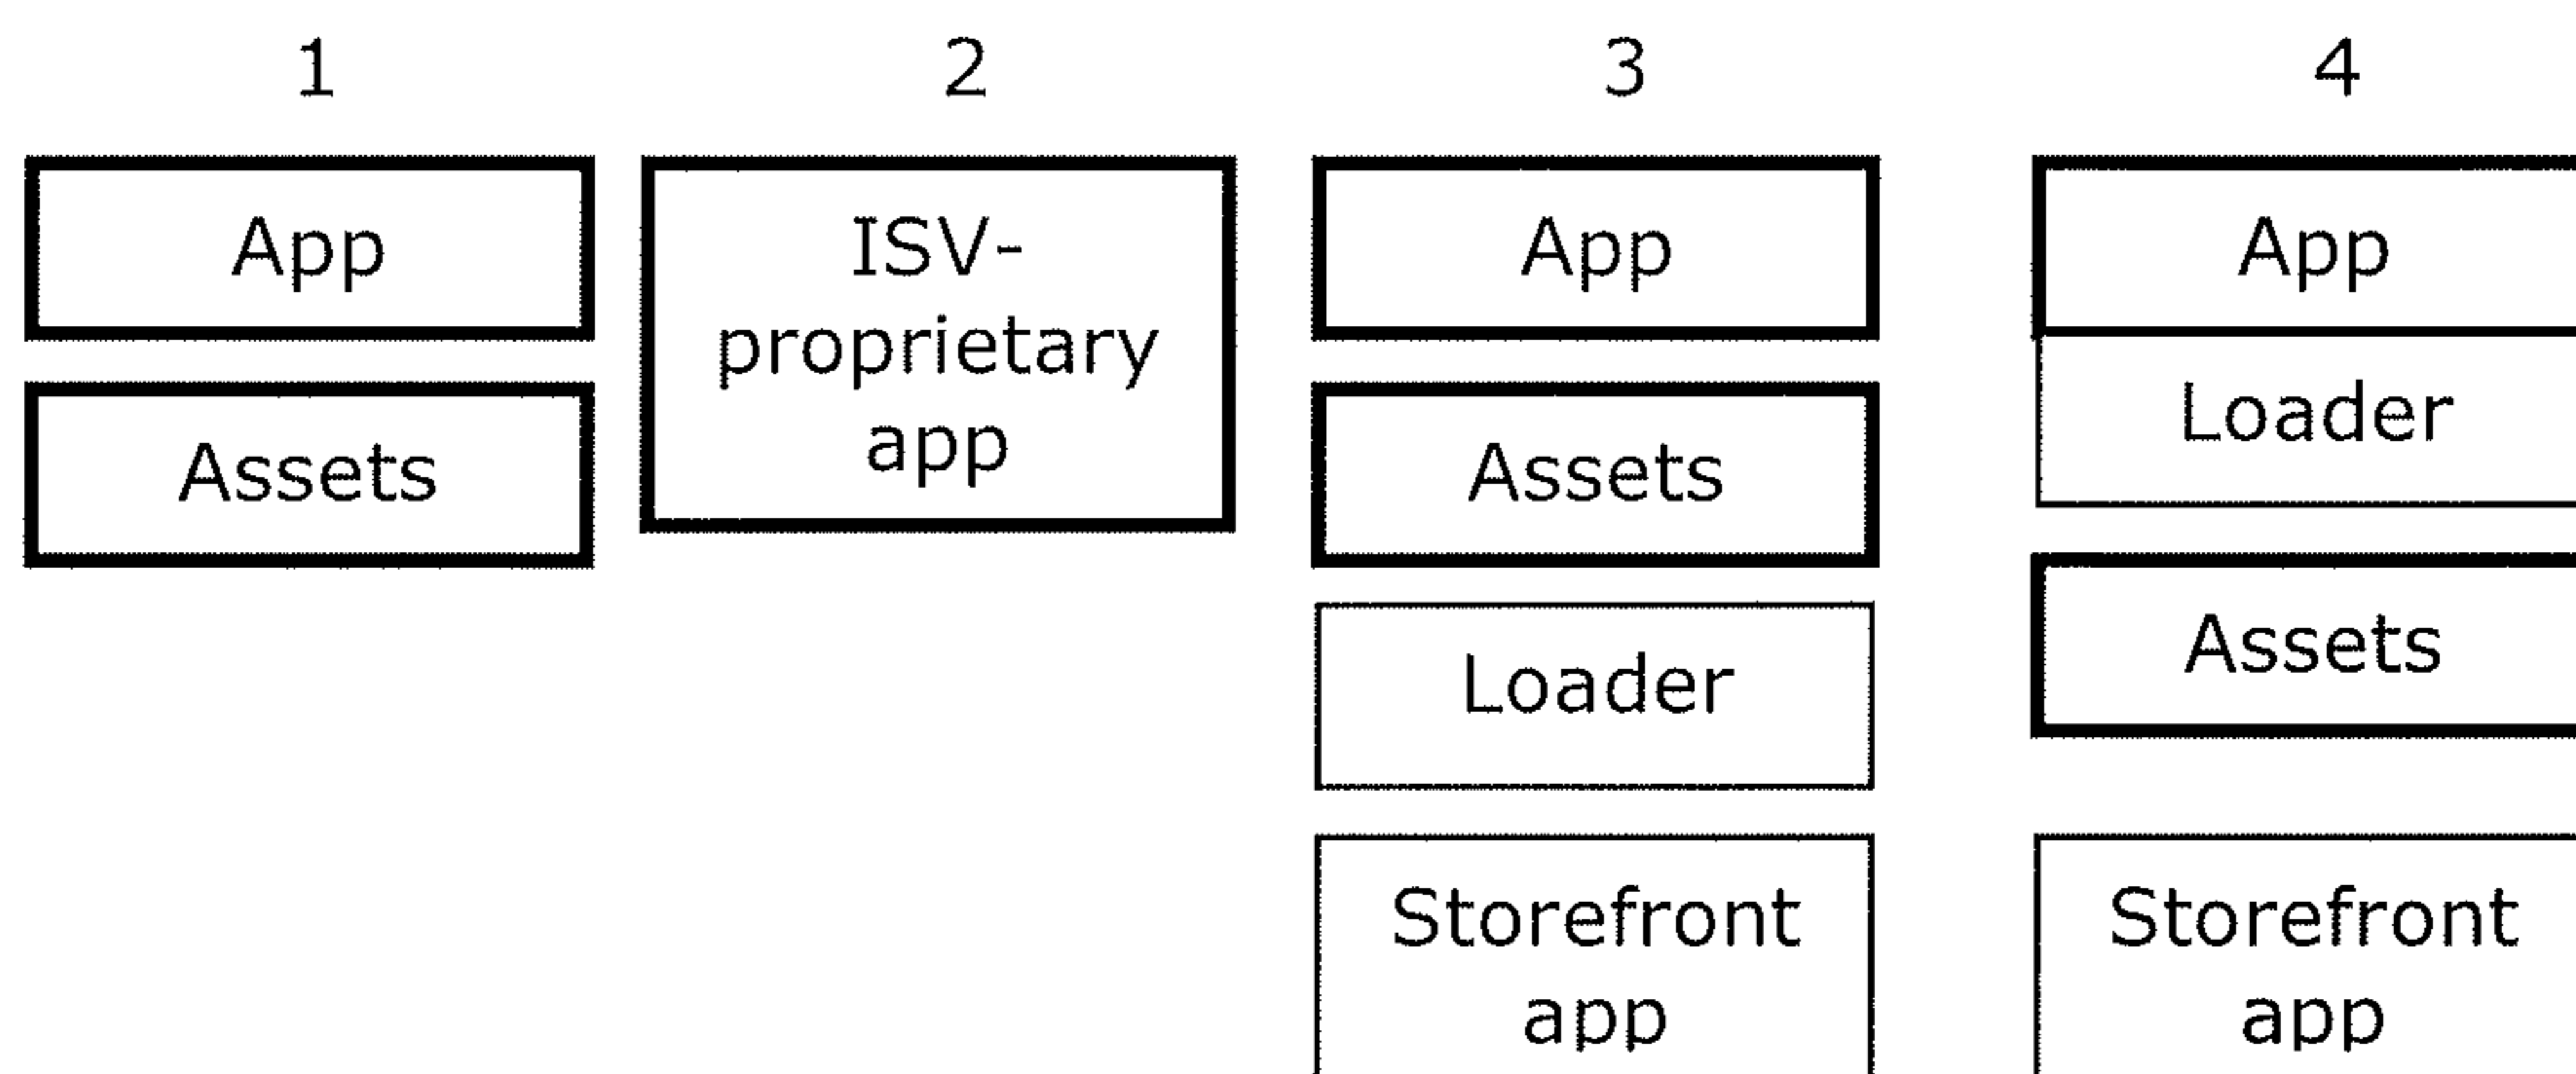 1 2 3 4
App
Assets
ISV-
proprietary
app
App
Assets
Loader
Storefront
app
App
Loader
Assets
Storefront
app